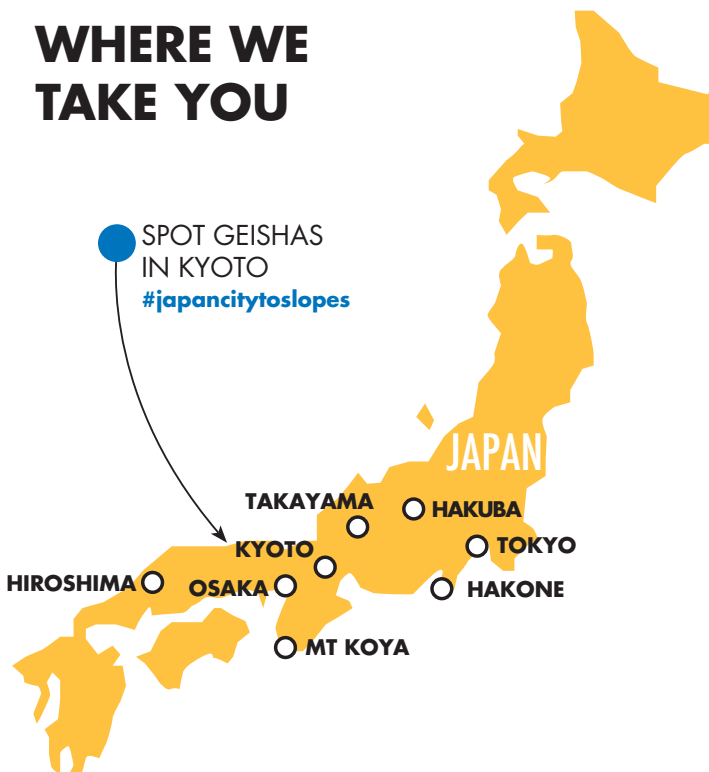 WHERE WE
TAKE YOU
SPOT GEISHAS
IN KYOTO
#japancitytoslopes
JAPAN
TAKAYAMA
HAKUBA
KYOTO
TOKYO
HIROSHIMA
OSAKA
HAKONE
MT KOYA